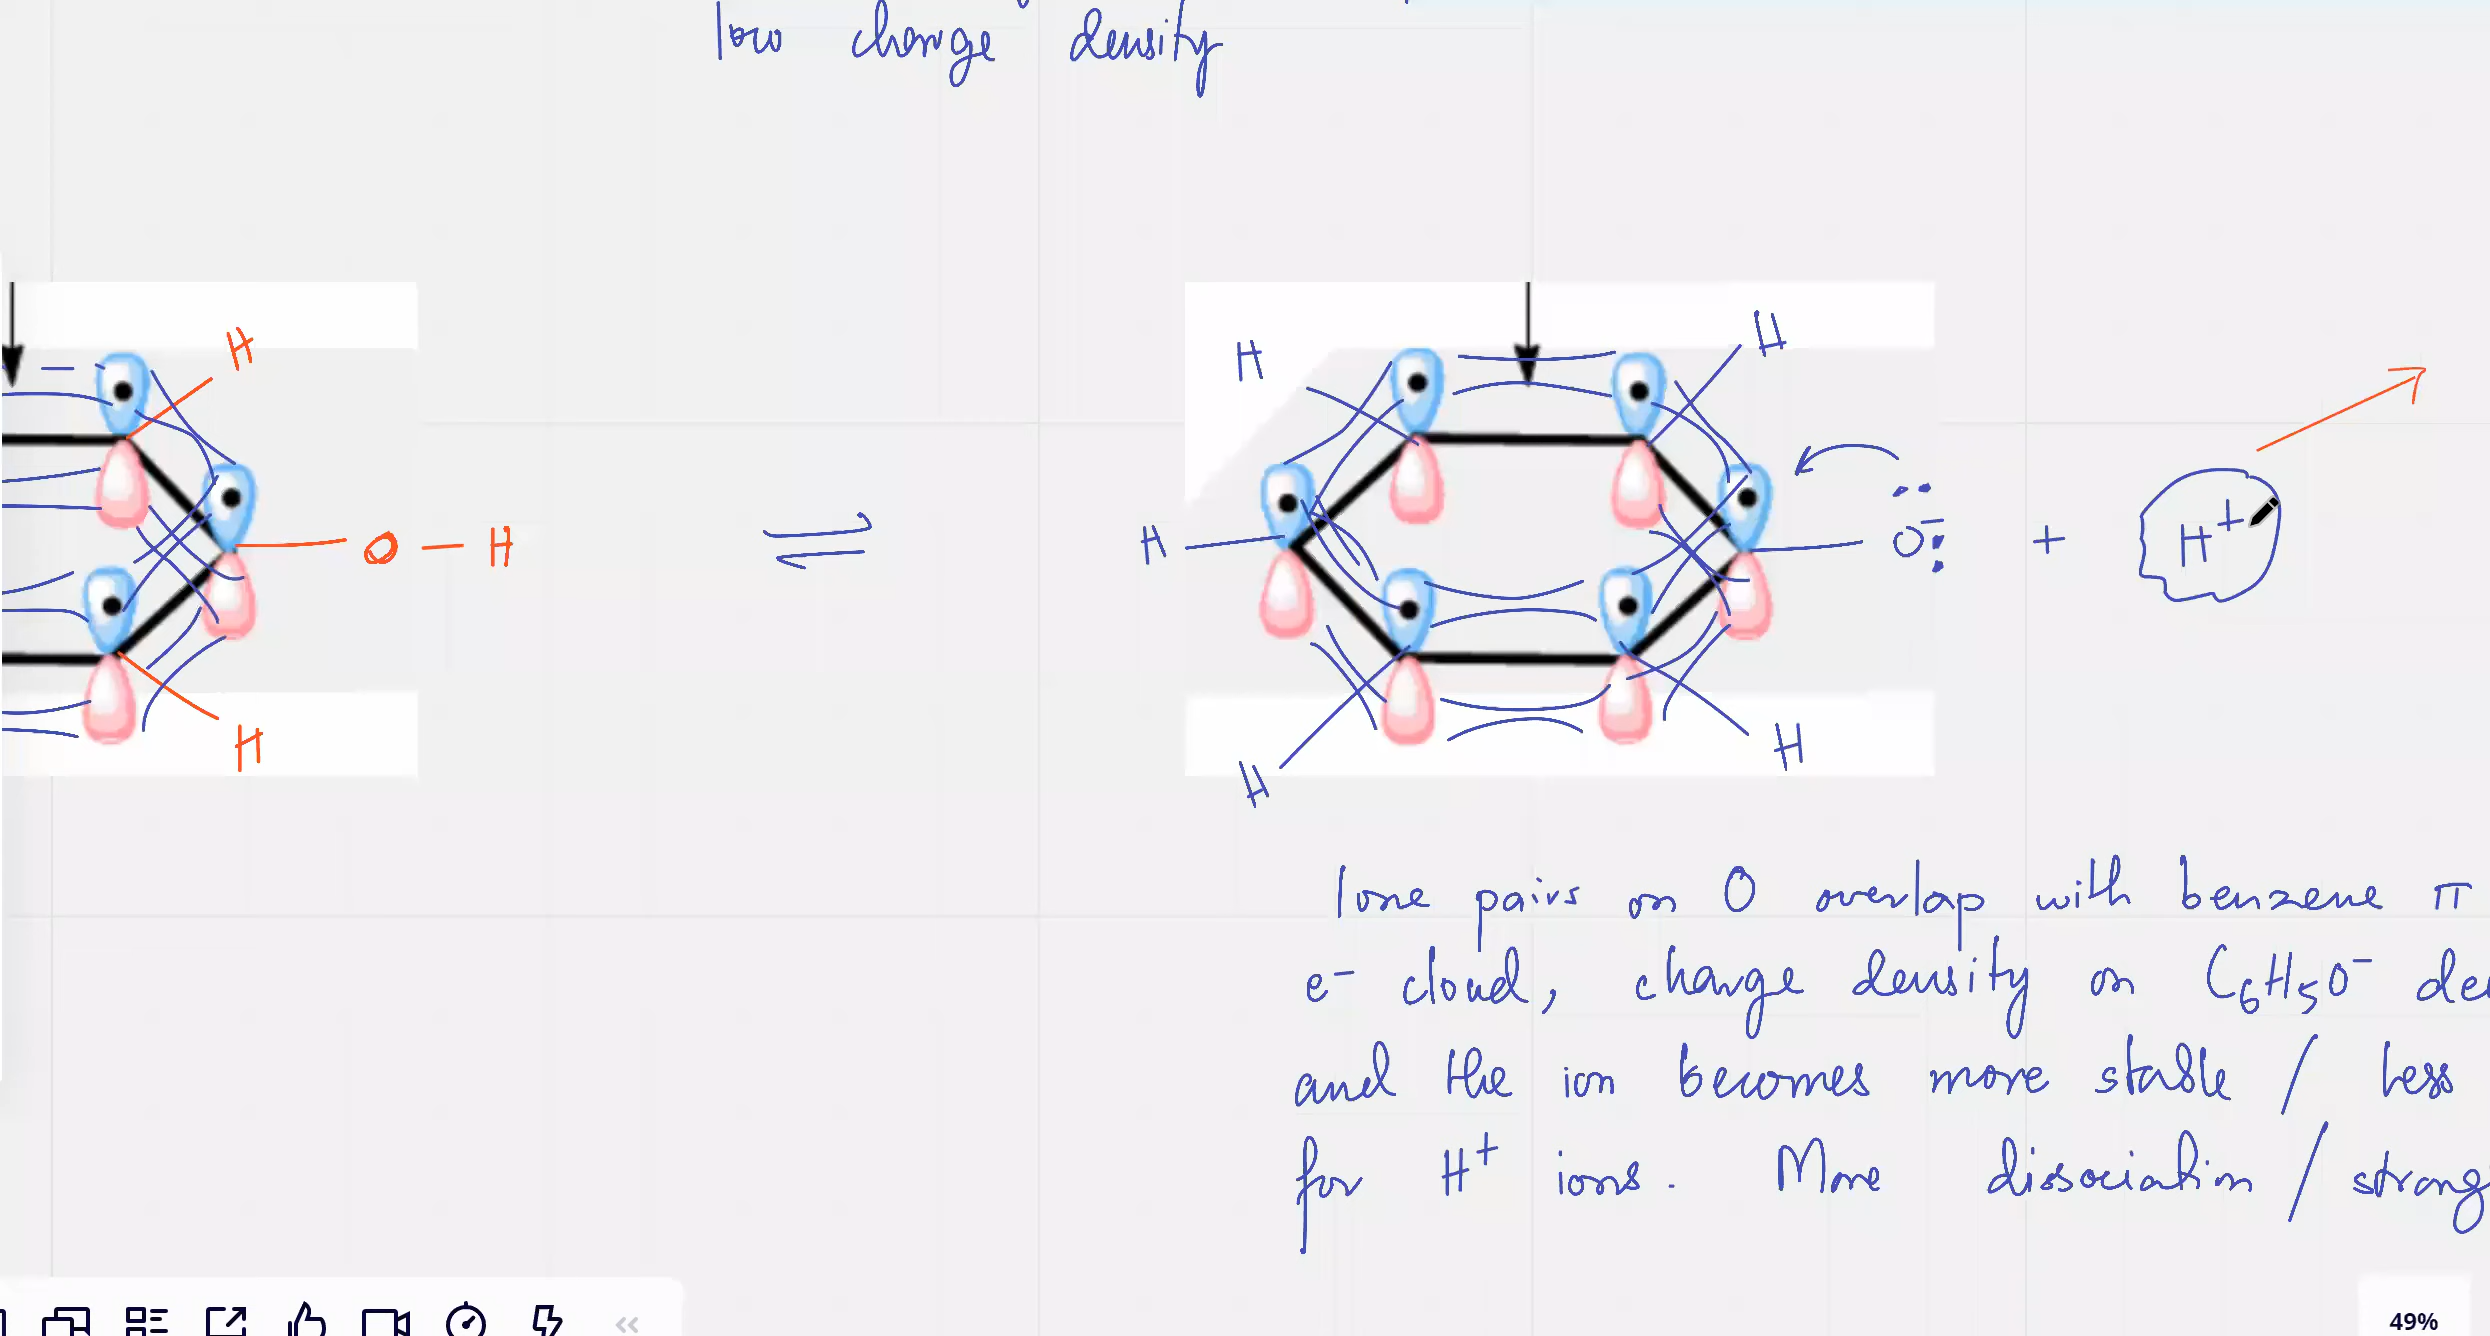 low charge density
H
H
H
O – H
H
H
H
O⁻ + H⁺
H
H
lone pairs on O overlap with benzene π
e⁻ cloud, charge density on C₆H₅O⁻ de
and the ion becomes more stable / less
for H⁺ ions. More dissociation / strong
49%